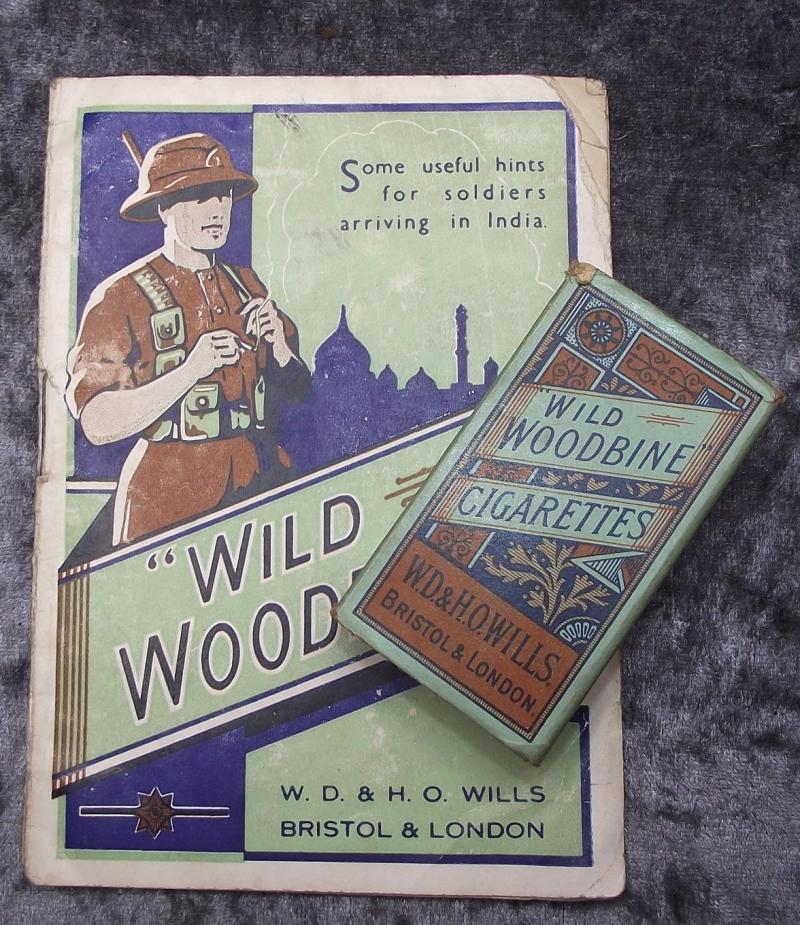 Some useful hints
for soldiers
arriving in India.
"WILD
WOOD
W. D. & H. O. WILLS
BRISTOL & LONDON
"WILD
WOODBINE"
CIGARETTES
W.D.& H.O.WILLS.
BRISTOL & LONDON.